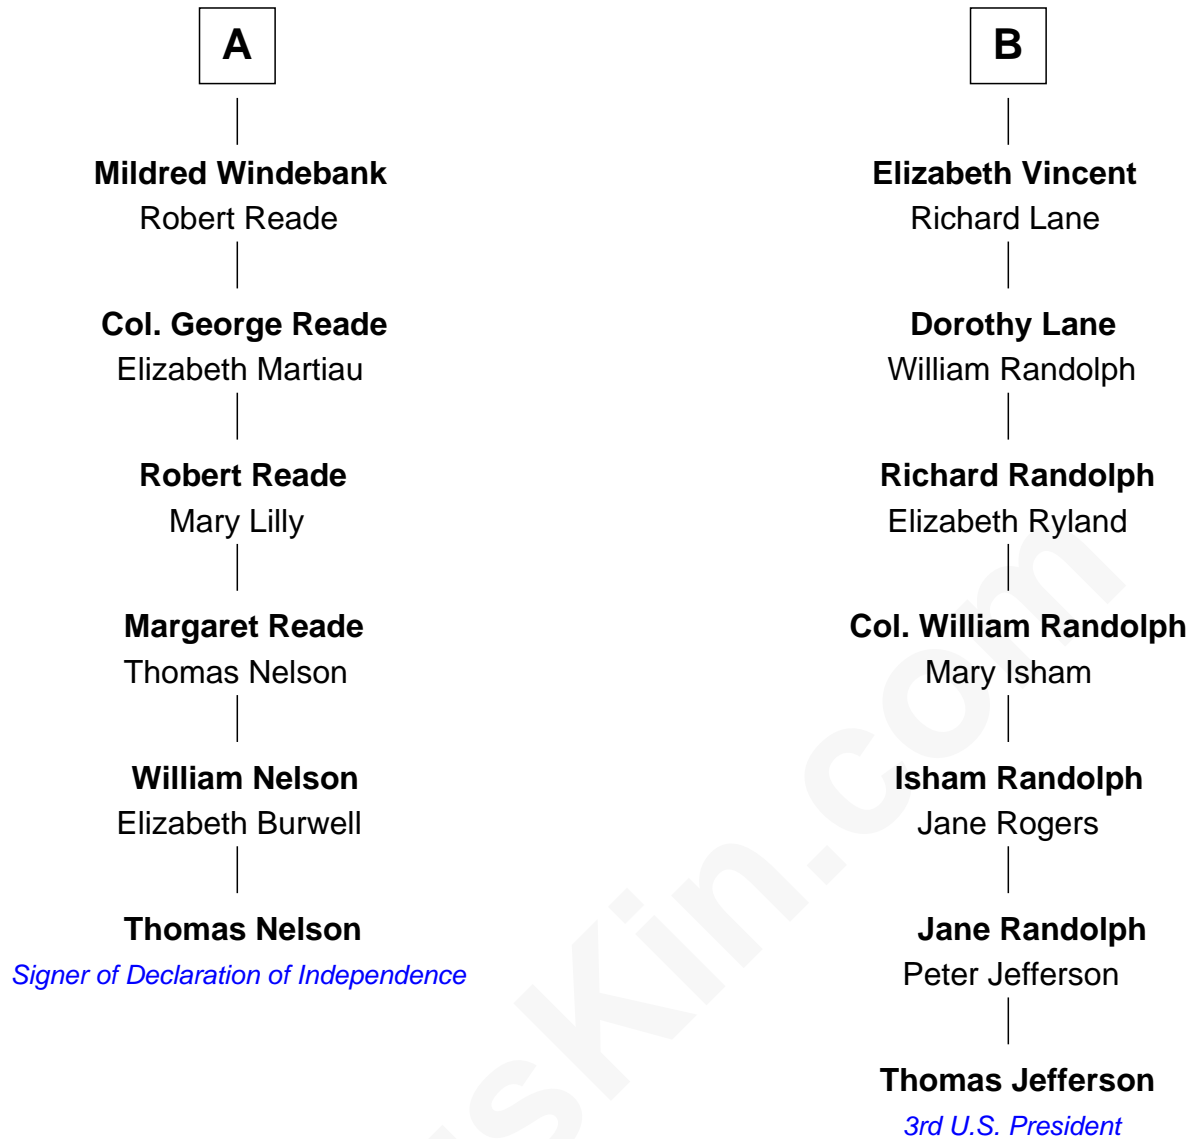 A
Mildred Windebank
Robert Reade
Col. George Reade
Elizabeth Martiau
Robert Reade
Mary Lilly
Margaret Reade
Thomas Nelson
William Nelson
Elizabeth Burwell
Thomas Nelson
Signer of Declaration of Independence
B
Elizabeth Vincent
Richard Lane
Dorothy Lane
William Randolph
Richard Randolph
Elizabeth Ryland
Col. William Randolph
Mary Isham
Isham Randolph
Jane Rogers
Jane Randolph
Peter Jefferson
Thomas Jefferson
3rd U.S. President
sKin.com